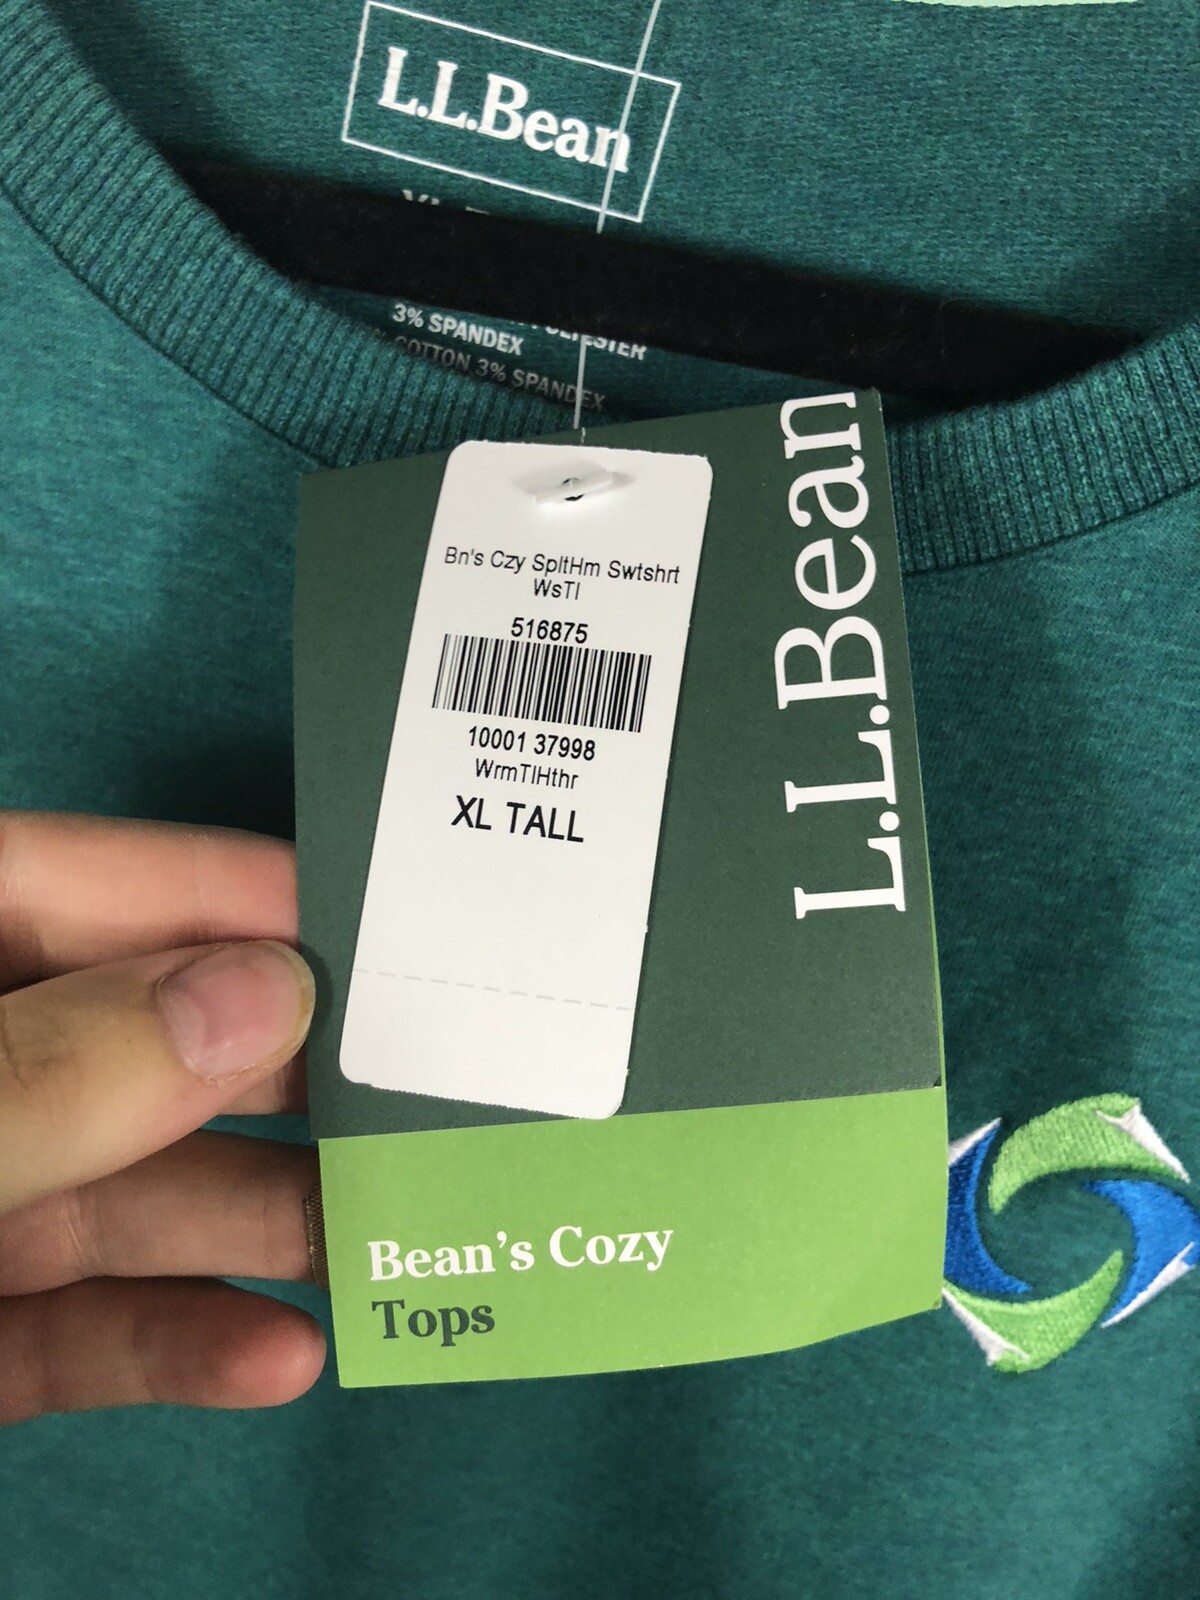 L.L.Bean
3% SPANDEX
POLYESTER
COTTON 3% SPANDEX
L.L.Bean
Bn's Czy SpltHm Swtshrt
WsTl
516875
10001 37998
WrmTlHthr
XL TALL
Bean's Cozy
Tops